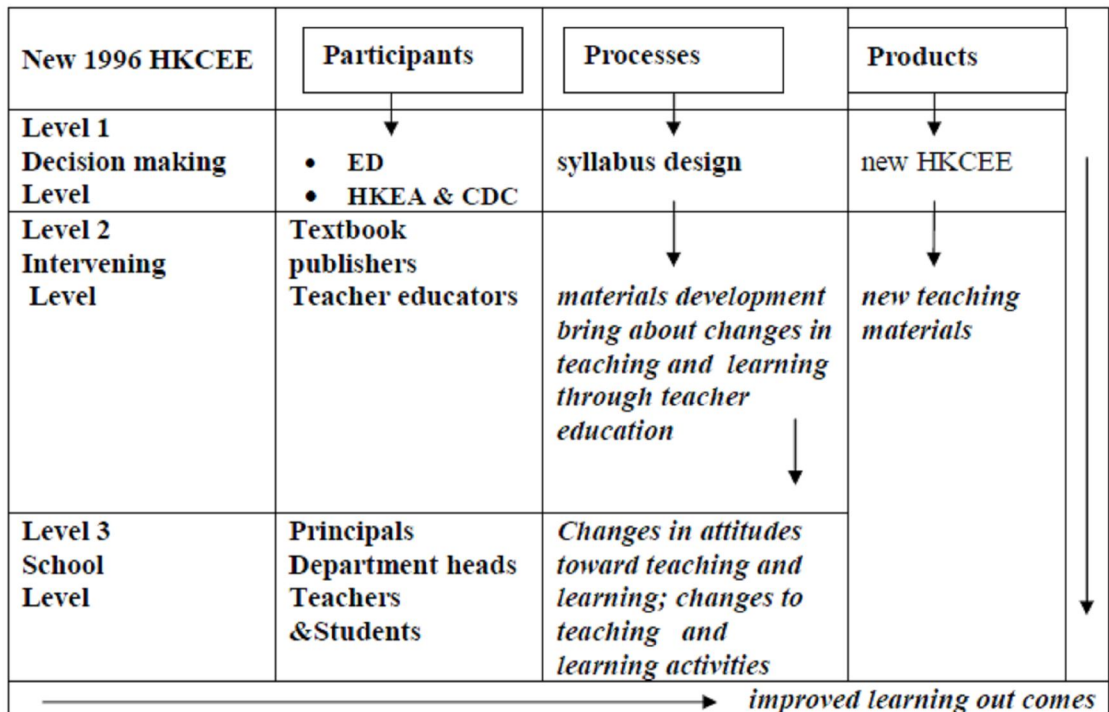 New 1996 HKCEE
Participants
Processes
Products
Level 1
Decision making
Level
• ED
• HKEA & CDC
syllabus design
new HKCEE
Level 2
Intervening
Level
Textbook
publishers
Teacher educators
materials development
bring about changes in
teaching and learning
through teacher
education
new teaching
materials
Level 3
School
Level
Principals
Department heads
Teachers
&Students
Changes in attitudes
toward teaching and
learning; changes to
teaching and
learning activities
improved learning out comes